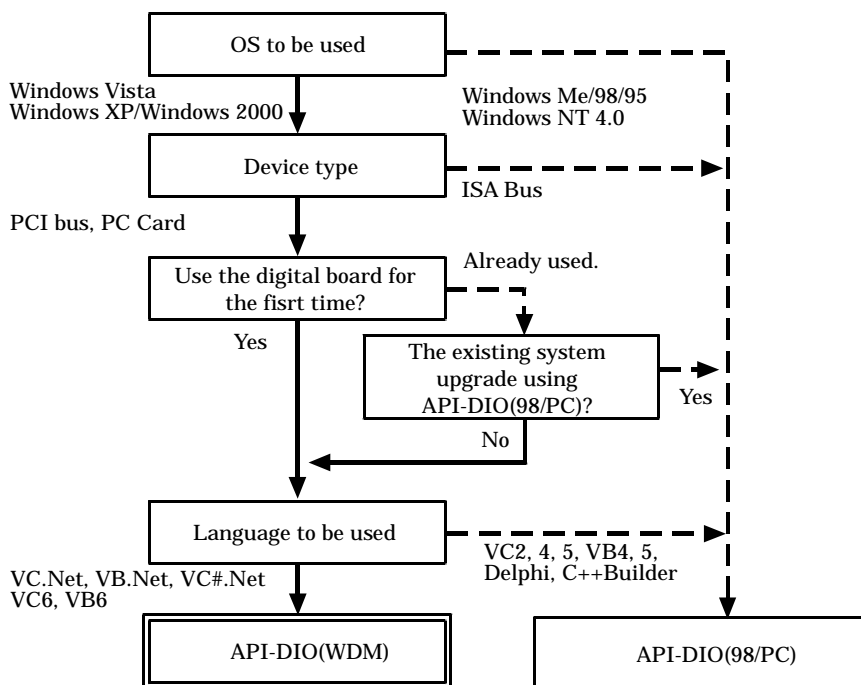 OS to be used
Windows Vista
Windows XP/Windows 2000
Windows Me/98/95
Windows NT 4.0
Device type
ISA Bus
PCI bus, PC Card
Use the digital board for
the fisrt time?
Already used.
Yes
The existing system
upgrade using
API-DIO(98/PC)?
Yes
No
Language to be used
VC2, 4, 5, VB4, 5,
Delphi, C++Builder
VC.Net, VB.Net, VC#.Net
VC6, VB6
API-DIO(WDM)
API-DIO(98/PC)